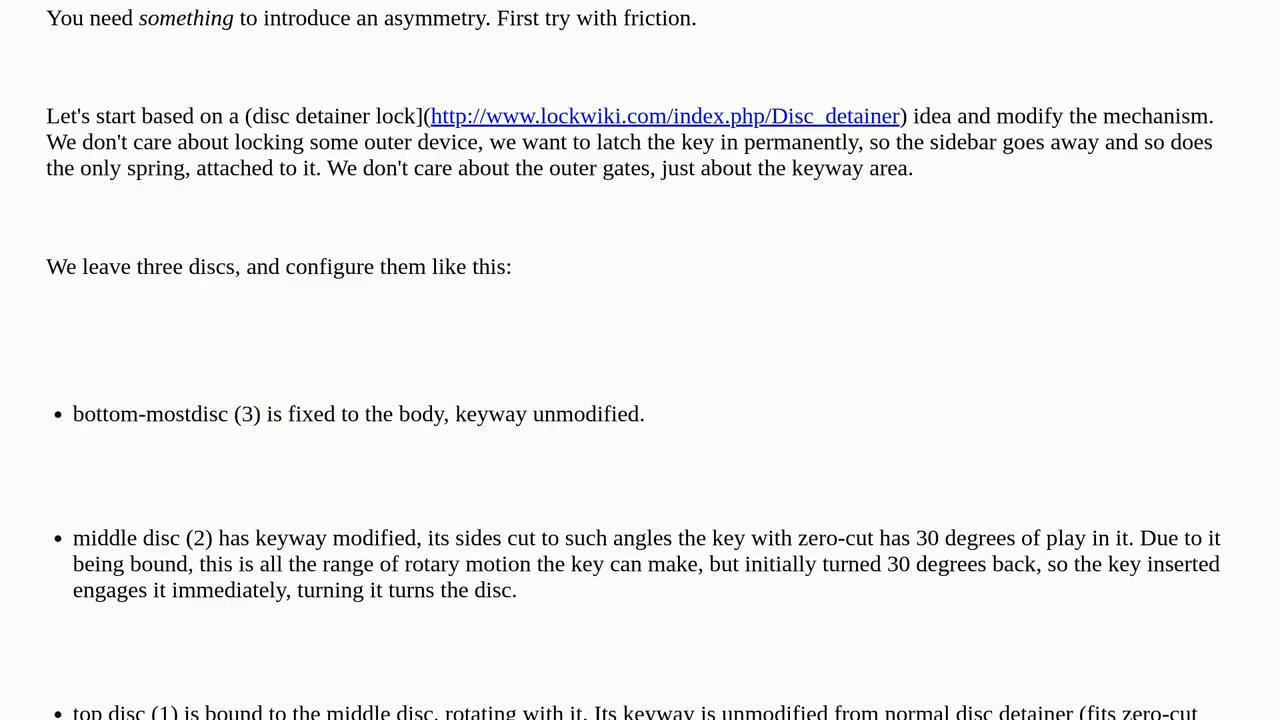 You need something to introduce an asymmetry. First try with friction.
Let's start based on a (disc detainer lock](http://www.lockwiki.com/index.php/Disc_detainer) idea and modify the mechanism.
We don't care about locking some outer device, we want to latch the key in permanently, so the sidebar goes away and so does
the only spring, attached to it. We don't care about the outer gates, just about the keyway area.
We leave three discs, and configure them like this:
• bottom-mostdisc (3) is fixed to the body, keyway unmodified.
• middle disc (2) has keyway modified, its sides cut to such angles the key with zero-cut has 30 degrees of play in it. Due to it
being bound, this is all the range of rotary motion the key can make, but initially turned 30 degrees back, so the key inserted
engages it immediately, turning it turns the disc.
• top disc (1) is bound to the middle disc, rotating with it. Its keyway is unmodified from normal disc detainer (fits zero-cut